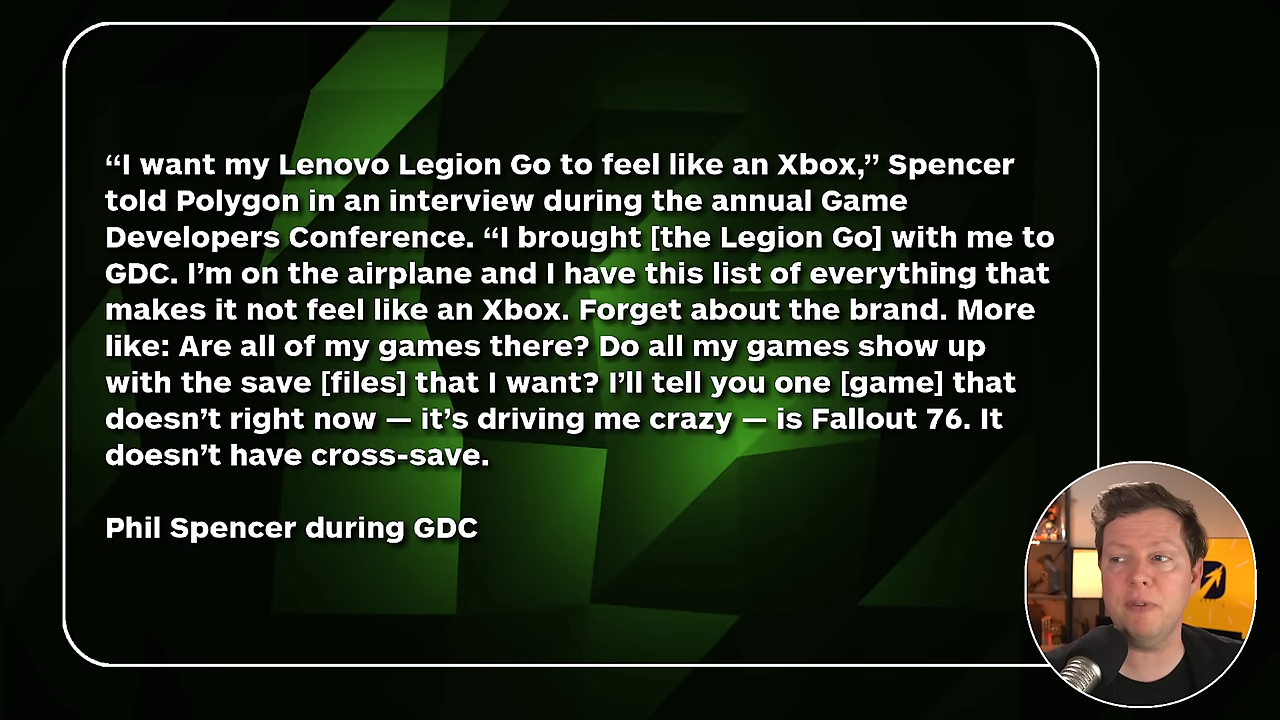 “I want my Lenovo Legion Go to feel like an Xbox,” Spencer
told Polygon in an interview during the annual Game
Developers Conference. “I brought [the Legion Go] with me to
GDC. I’m on the airplane and I have this list of everything that
makes it not feel like an Xbox. Forget about the brand. More
like: Are all of my games there? Do all my games show up
with the save [files] that I want? I’ll tell you one [game] that
doesn’t right now — it’s driving me crazy — is Fallout 76. It
doesn’t have cross-save.
Phil Spencer during GDC